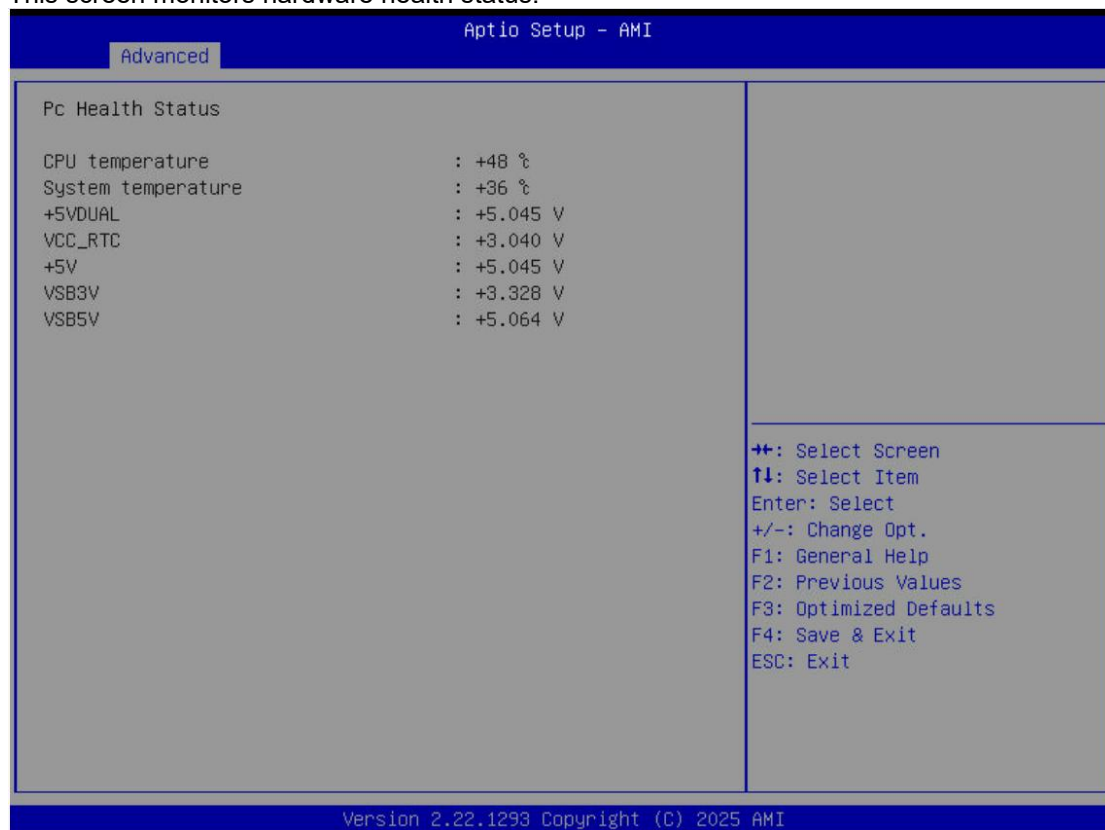 This screen monitors hardware health status.
Aptio Setup – AMI
Advanced
Pc Health Status
CPU temperature : +48 ℃
System temperature : +36 ℃
+5VDUAL : +5.045 V
VCC_RTC : +3.040 V
+5V : +5.045 V
VSB3V : +3.328 V
VSB5V : +5.064 V
→←: Select Screen
↑↓: Select Item
Enter: Select
+/-: Change Opt.
F1: General Help
F2: Previous Values
F3: Optimized Defaults
F4: Save & Exit
ESC: Exit
Version 2.22.1293 Copyright (C) 2025 AMI